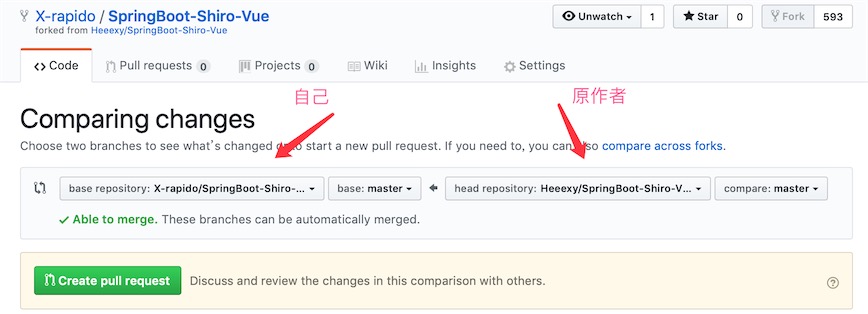 X-rapido / SpringBoot-Shiro-Vue
forked from Heeexy/SpringBoot-Shiro-Vue
Unwatch 1 Star 0 Fork 593
Code Pull requests 0 Projects 0 Wiki Insights Settings
自己 原作者
Comparing changes
Choose two branches to see what's changed to start a new pull request. If you need to, you can also compare across forks.
base repository: X-rapido/SpringBoot-Shiro-... base: master head repository: Heeexy/SpringBoot-Shiro-V... compare: master
Able to merge. These branches can be automatically merged.
Create pull request Discuss and review the changes in this comparison with others.